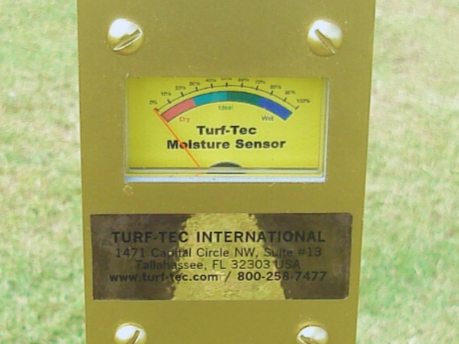 0% 10% 20% 30% 40% 50% 60% 70% 80% 90% 100%
Dry Ideal Wet
Turf-Tec
Moisture Sensor
TURF-TEC INTERNATIONAL
1471 Capital Circle NW, Suite #13
Tallahassee, FL 32303 USA
www.turf-tec.com / 800-258-7477